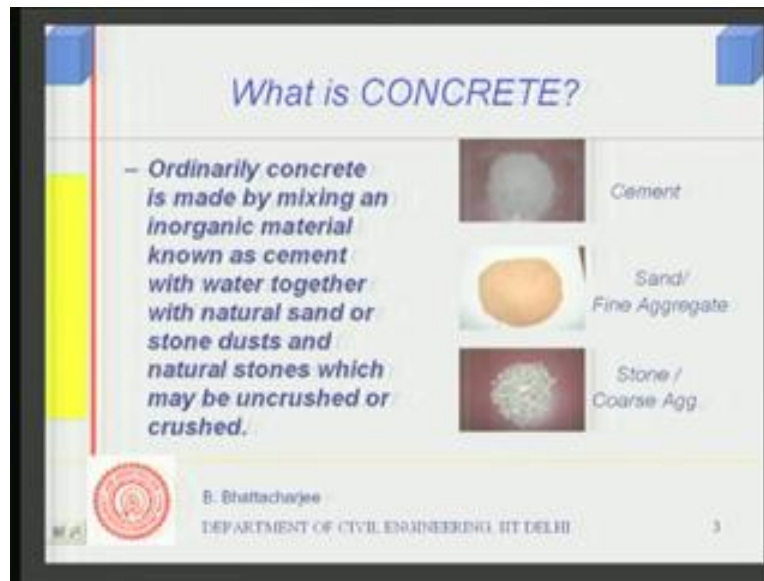 What is CONCRETE?
– Ordinarily concrete
is made by mixing an
inorganic material
known as cement
with water together
with natural sand or
stone dusts and
natural stones which
may be uncrushed or
crushed.
Cement
Sand/
Fine Aggregate
Stone /
Coarse Agg.
B. Bhattacharjee
DEPARTMENT OF CIVIL ENGINEERING, IIT DELHI
3